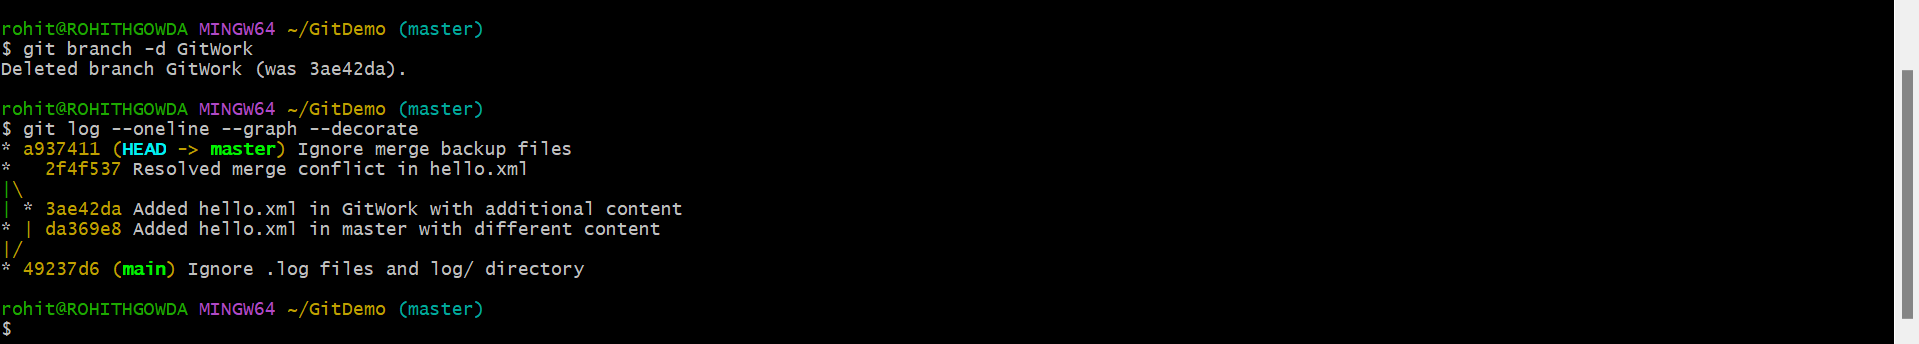 rohit@ROHITHGOWDA MINGW64 ~/GitDemo (master)
$ git branch -d GitWork
Deleted branch GitWork (was 3ae42da).
rohit@ROHITHGOWDA MINGW64 ~/GitDemo (master)
$ git log --oneline --graph --decorate
* a937411 (HEAD -> master) Ignore merge backup files
*   2f4f537 Resolved merge conflict in hello.xml
|\
| * 3ae42da Added hello.xml in GitWork with additional content
* | da369e8 Added hello.xml in master with different content
|/
* 49237d6 (main) Ignore .log files and log/ directory
rohit@ROHITHGOWDA MINGW64 ~/GitDemo (master)
$